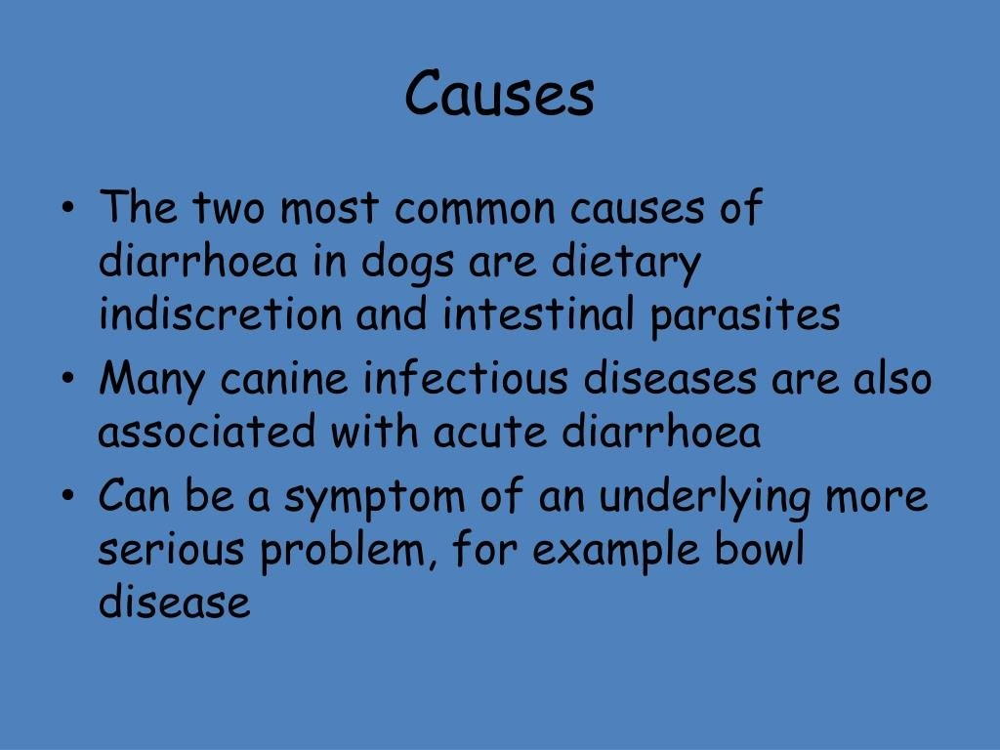 Causes
• The two most common causes of
diarrhoea in dogs are dietary
indiscretion and intestinal parasites
• Many canine infectious diseases are also
associated with acute diarrhoea
• Can be a symptom of an underlying more
serious problem, for example bowl
disease